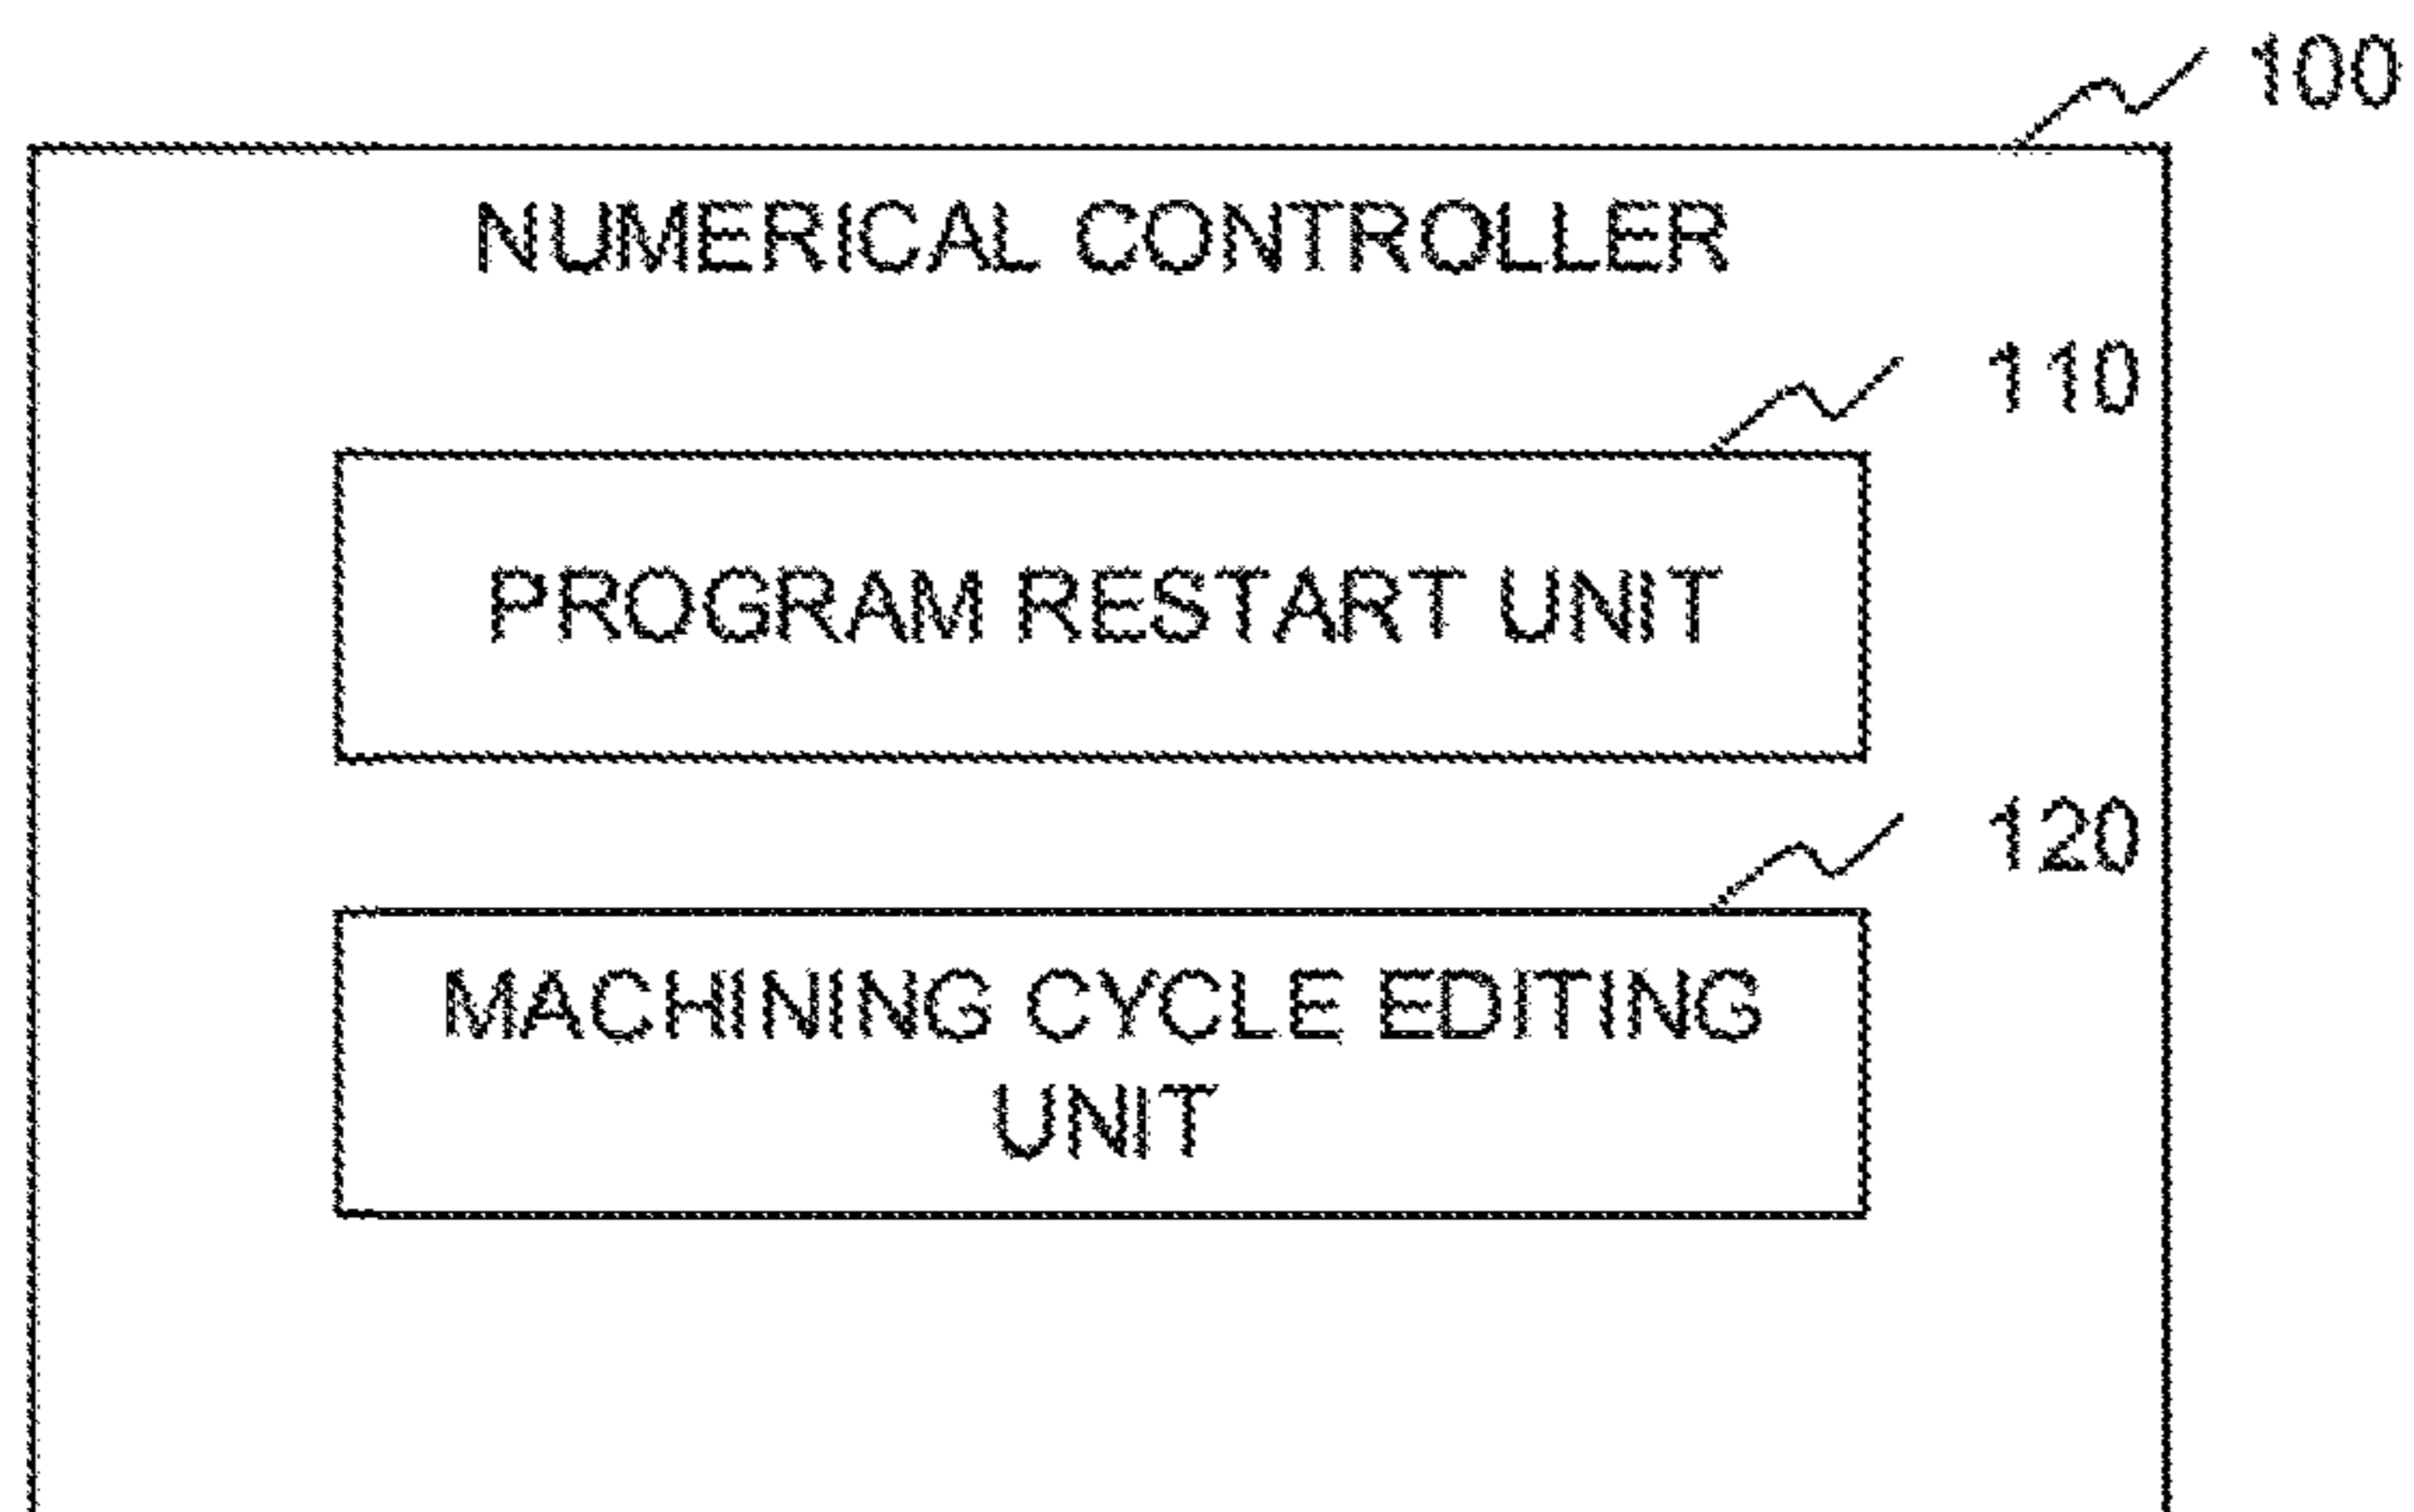 100
NUMERICAL CONTROLLER
110
PROGRAM RESTART UNIT
120
MACHINING CYCLE EDITING
UNIT